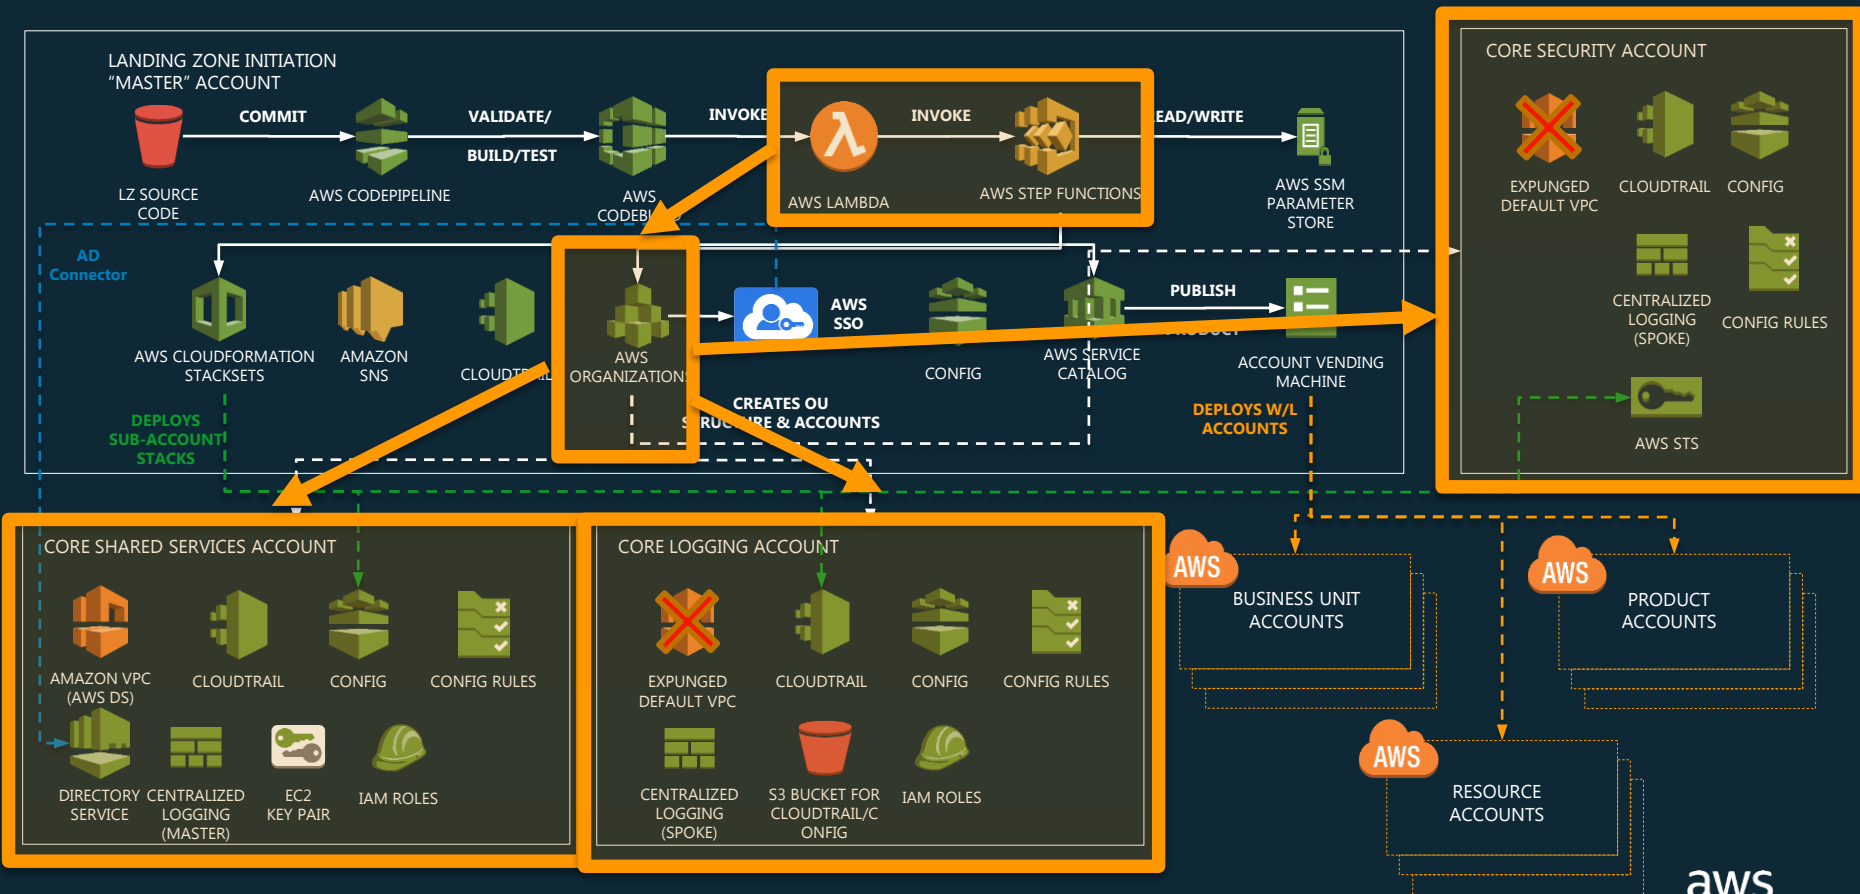 LANDING ZONE INITIATION
“MASTER” ACCOUNT
COMMIT
VALIDATE/
BUILD/TEST
INVOKE
INVOKE
EAD/WRITE
LZ SOURCE
CODE
AWS CODEPIPELINE
AWS
CODEBU
AWS LAMBDA
AWS STEP FUNCTIONS
AWS SSM
PARAMETER
STORE
AD
Connector
AWS CLOUDFORMATION
STACKSETS
AMAZON
SNS
CLOUDTRAIL
AWS
ORGANIZATIONS
AWS
SSO
CONFIG
AWS SERVICE
CATALOG
PUBLISH
PRODUCT
ACCOUNT VENDING
MACHINE
DEPLOYS
SUB-ACCOUNT
STACKS
CREATES OU
STRUCTURE & ACCOUNTS
DEPLOYS W/L
ACCOUNTS
CORE SECURITY ACCOUNT
EXPUNGED
DEFAULT VPC
CLOUDTRAIL
CONFIG
CENTRALIZED
LOGGING
(SPOKE)
CONFIG RULES
AWS STS
CORE SHARED SERVICES ACCOUNT
AMAZON VPC
(AWS DS)
CLOUDTRAIL
CONFIG
CONFIG RULES
DIRECTORY
SERVICE
CENTRALIZED
LOGGING
(MASTER)
EC2
KEY PAIR
IAM ROLES
CORE LOGGING ACCOUNT
EXPUNGED
DEFAULT VPC
CLOUDTRAIL
CONFIG
CONFIG RULES
CENTRALIZED
LOGGING
(SPOKE)
S3 BUCKET FOR
CLOUDTRAIL/C
ONFIG
IAM ROLES
AWS
BUSINESS UNIT
ACCOUNTS
AWS
PRODUCT
ACCOUNTS
AWS
RESOURCE
ACCOUNTS
aws